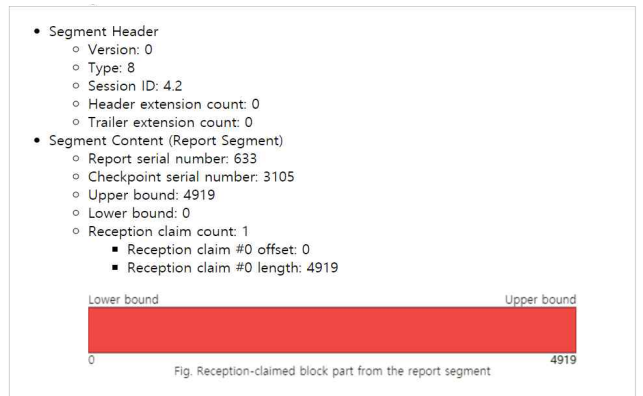 Segment Header
Version: 0
Type: 8
Session ID: 4.2
Header extension count: 0
Trailer extension count: 0
Segment Content (Report Segment)
Report serial number: 633
Checkpoint serial number: 3105
Upper bound: 4919
Lower bound: 0
Reception claim count: 1
Reception claim #0 offset: 0
Reception claim #0 length: 4919
Lower bound Upper bound
0 4919
Fig. Reception-claimed block part from the report segment